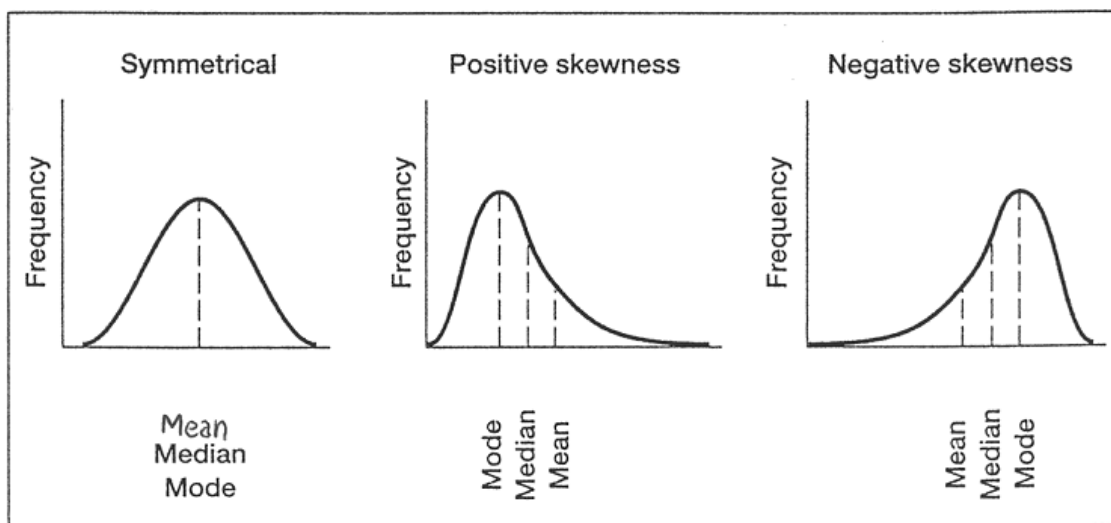 Symmetrical
Positive skewness
Negative skewness
Frequency
Frequency
Frequency
Mean
Median
Mode
Mode
Median
Mean
Mean
Median
Mode